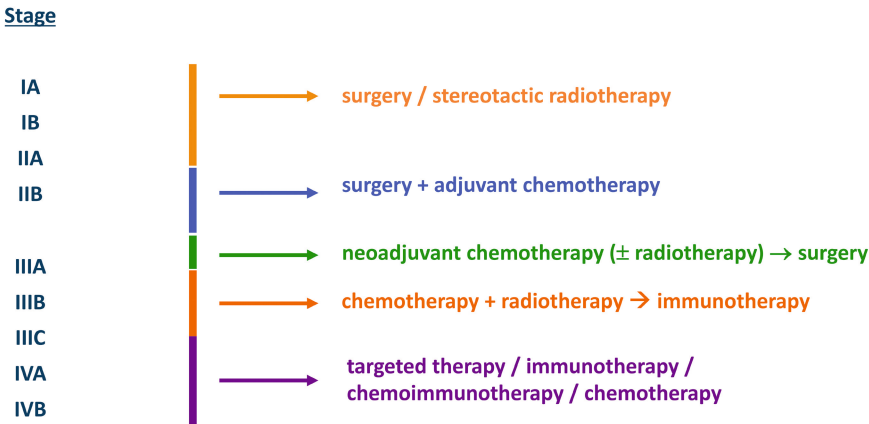 Stage
IA
surgery / stereotactic radiotherapy
IB
IIA
IIB
surgery + adjuvant chemotherapy
neoadjuvant chemotherapy (± radiotherapy) → surgery
IIIA
IIIB
chemotherapy + radiotherapy → immunotherapy
IIIC
IVA
targeted therapy / immunotherapy /
chemoimmunotherapy / chemotherapy
IVB